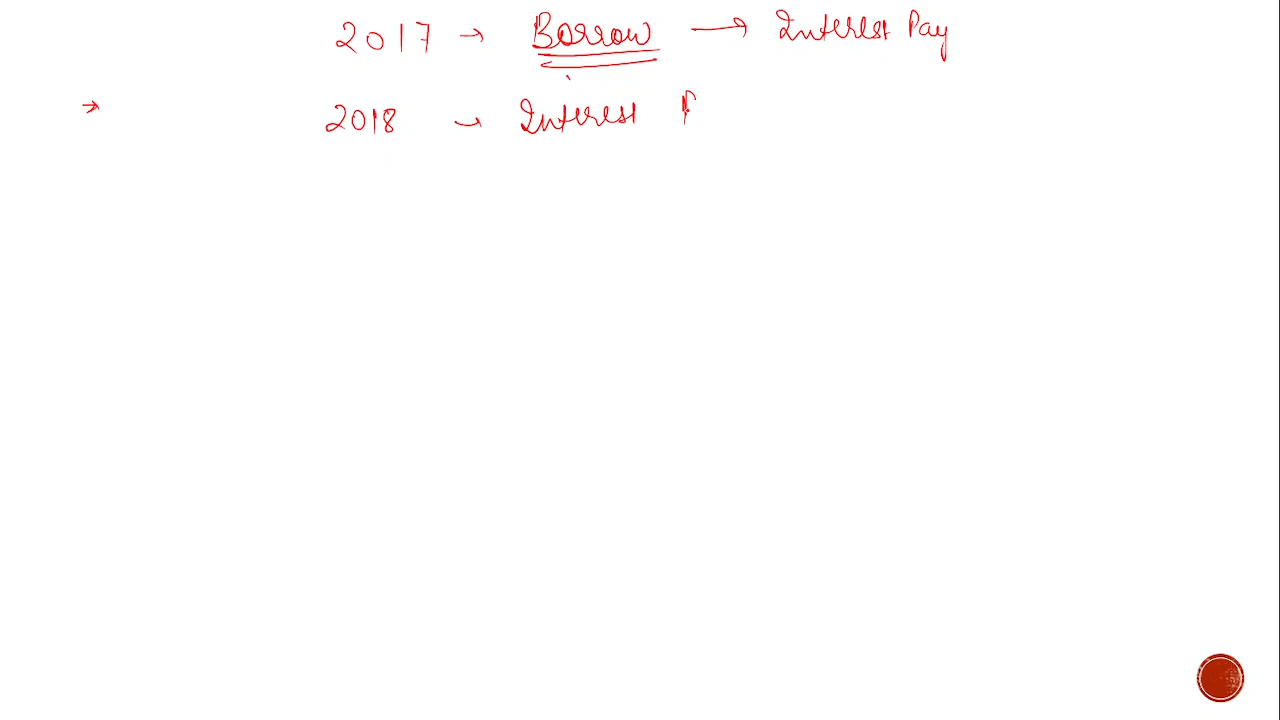 2017 → Borrow → Interest Pay
→ 2018 → Interest P